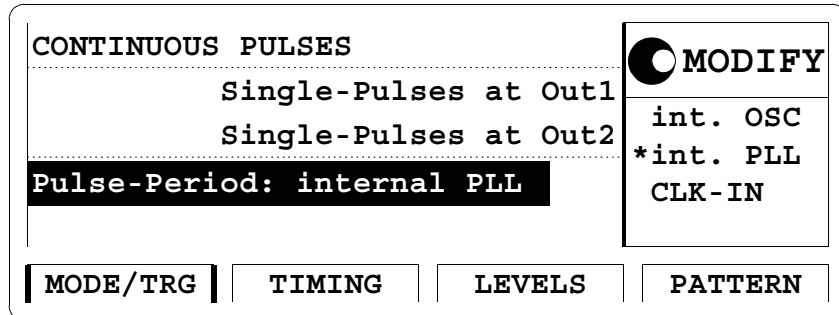 CONTINUOUS PULSES
Single-Pulses at Out1
Single-Pulses at Out2
Pulse-Period: internal PLL
MODIFY
int. OSC
*int. PLL
CLK-IN
MODE/TRG
TIMING
LEVELS
PATTERN